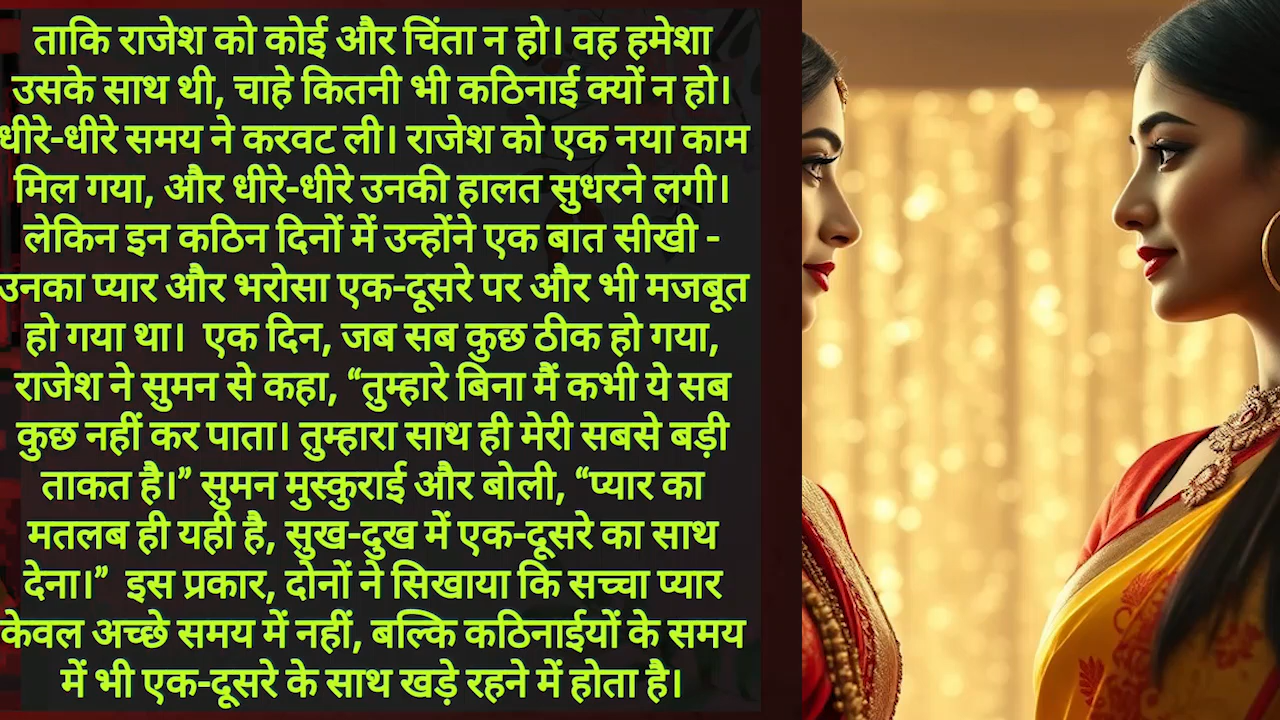 ताकि राजेश को कोई और चिंता न हो। वह हमेशा
उसके साथ थी, चाहे कितनी भी कठिनाई क्यों न हो।
धीरे-धीरे समय ने करवट ली। राजेश को एक नया काम
मिल गया, और धीरे-धीरे उनकी हालत सुधरने लगी।
लेकिन इन कठिन दिनों में उन्होंने एक बात सीखी -
उनका प्यार और भरोसा एक-दूसरे पर और भी मजबूत
हो गया था। एक दिन, जब सब कुछ ठीक हो गया,
राजेश ने सुमन से कहा, “तुम्हारे बिना मैं कभी ये सब
कुछ नहीं कर पाता। तुम्हारा साथ ही मेरी सबसे बड़ी
ताकत है।” सुमन मुस्कुराई और बोली, “प्यार का
मतलब ही यही है, सुख-दुख में एक-दूसरे का साथ
देना।” इस प्रकार, दोनों ने सिखाया कि सच्चा प्यार
केवल अच्छे समय में नहीं, बल्कि कठिनाईयों के समय
में भी एक-दूसरे के साथ खड़े रहने में होता है।